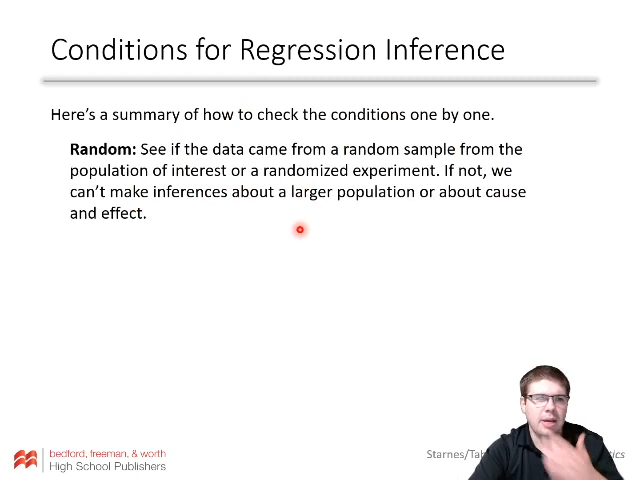 Conditions for Regression Inference
Here's a summary of how to check the conditions one by one.
Random: See if the data came from a random sample from the
population of interest or a randomized experiment. If not, we
can't make inferences about a larger population or about cause
and effect.
bedford, freeman, & worth
High School Publishers
Starnes/Tab